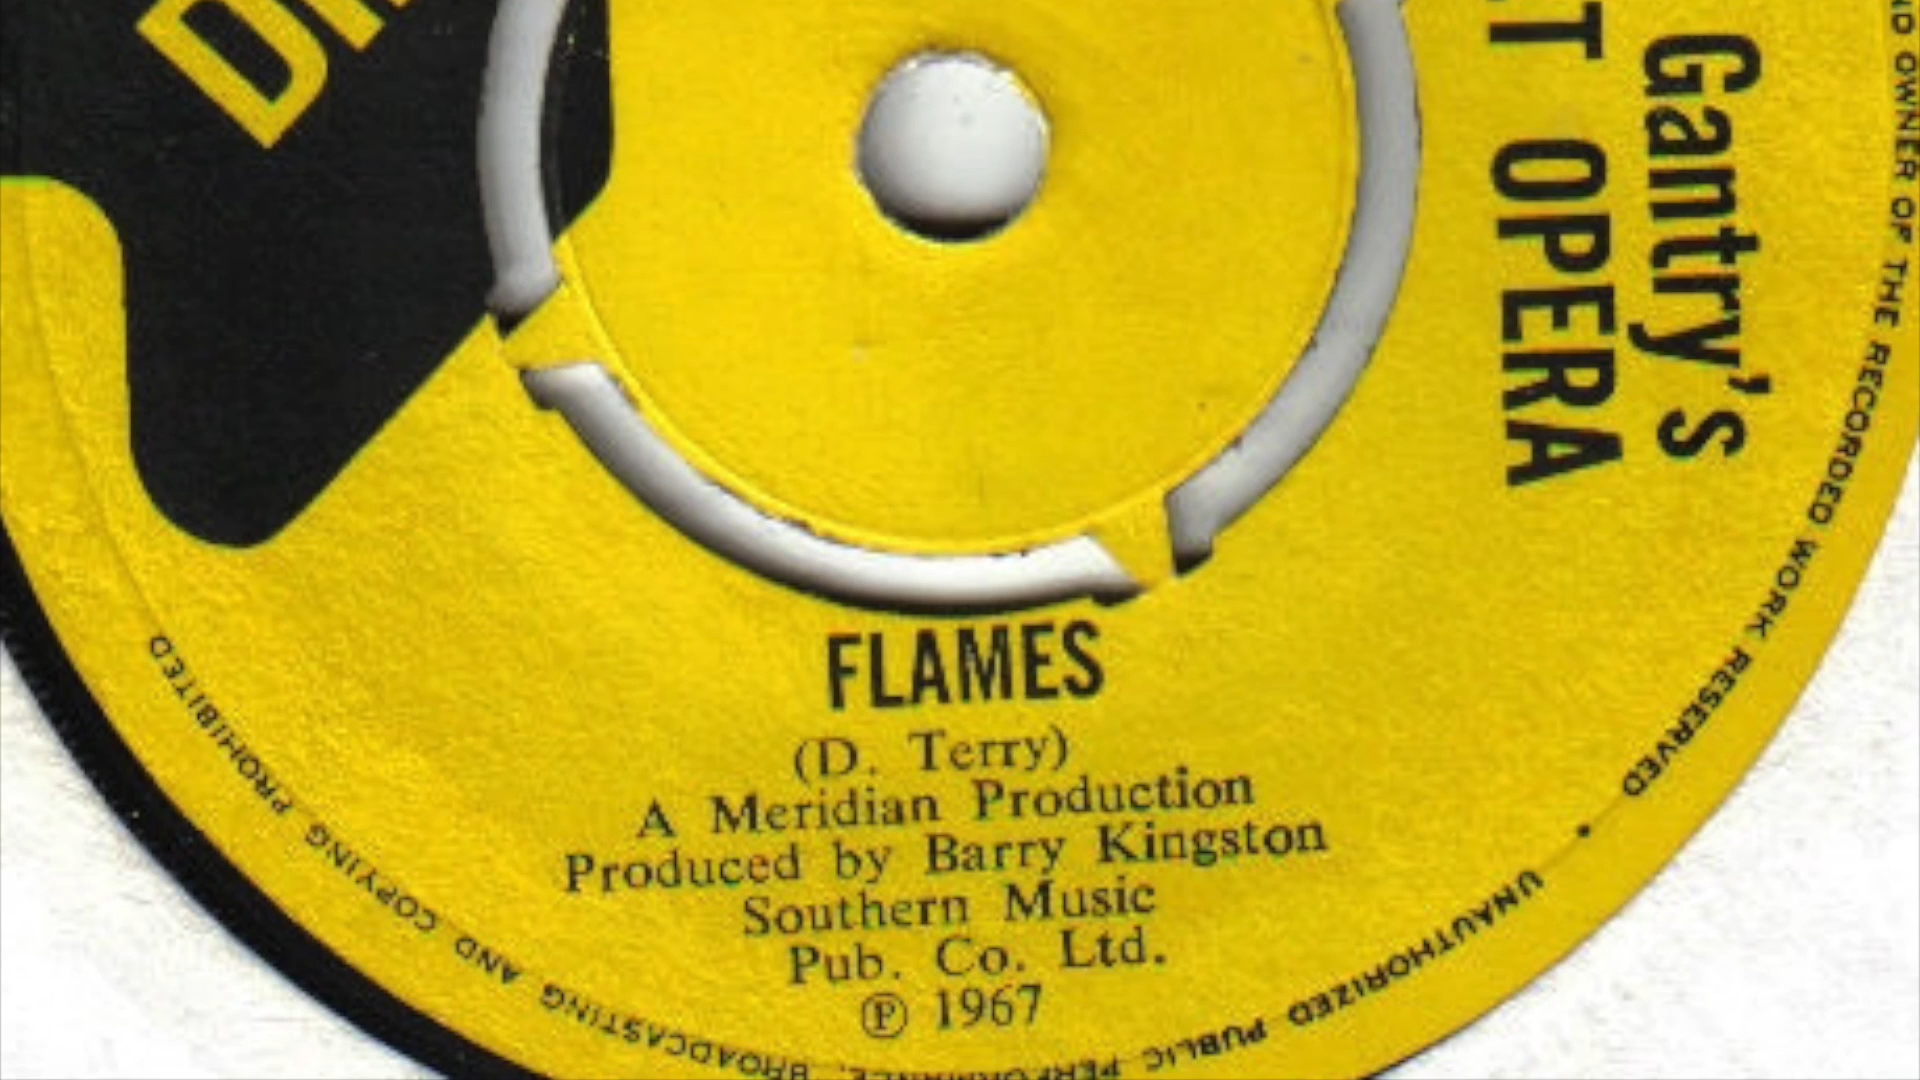 Gantry's
T OPERA
FLAMES
(D. Terry)
A Meridian Production
Produced by Barry Kingston
Southern Music
Pub. Co. Ltd.
℗ 1967
OWNER OF THE RECORDED WORK RESERVED
• UNAUTHORIZED PUBLIC PERFORMANCE, BROADCASTING AND COPYING PROHIBITED